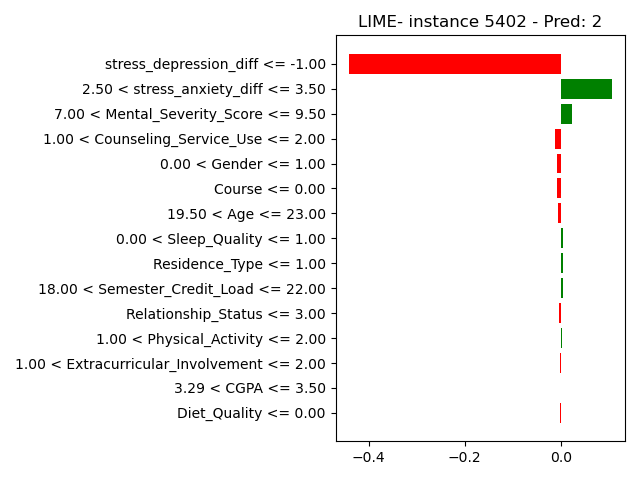 LIME- instance 5402 - Pred: 2
stress_depression_diff <= -1.00
2.50 < stress_anxiety_diff <= 3.50
7.00 < Mental_Severity_Score <= 9.50
1.00 < Counseling_Service_Use <= 2.00
0.00 < Gender <= 1.00
Course <= 0.00
19.50 < Age <= 23.00
0.00 < Sleep_Quality <= 1.00
Residence_Type <= 1.00
18.00 < Semester_Credit_Load <= 22.00
Relationship_Status <= 3.00
1.00 < Physical_Activity <= 2.00
1.00 < Extracurricular_Involvement <= 2.00
3.29 < CGPA <= 3.50
Diet_Quality <= 0.00
−0.4 −0.2 0.0